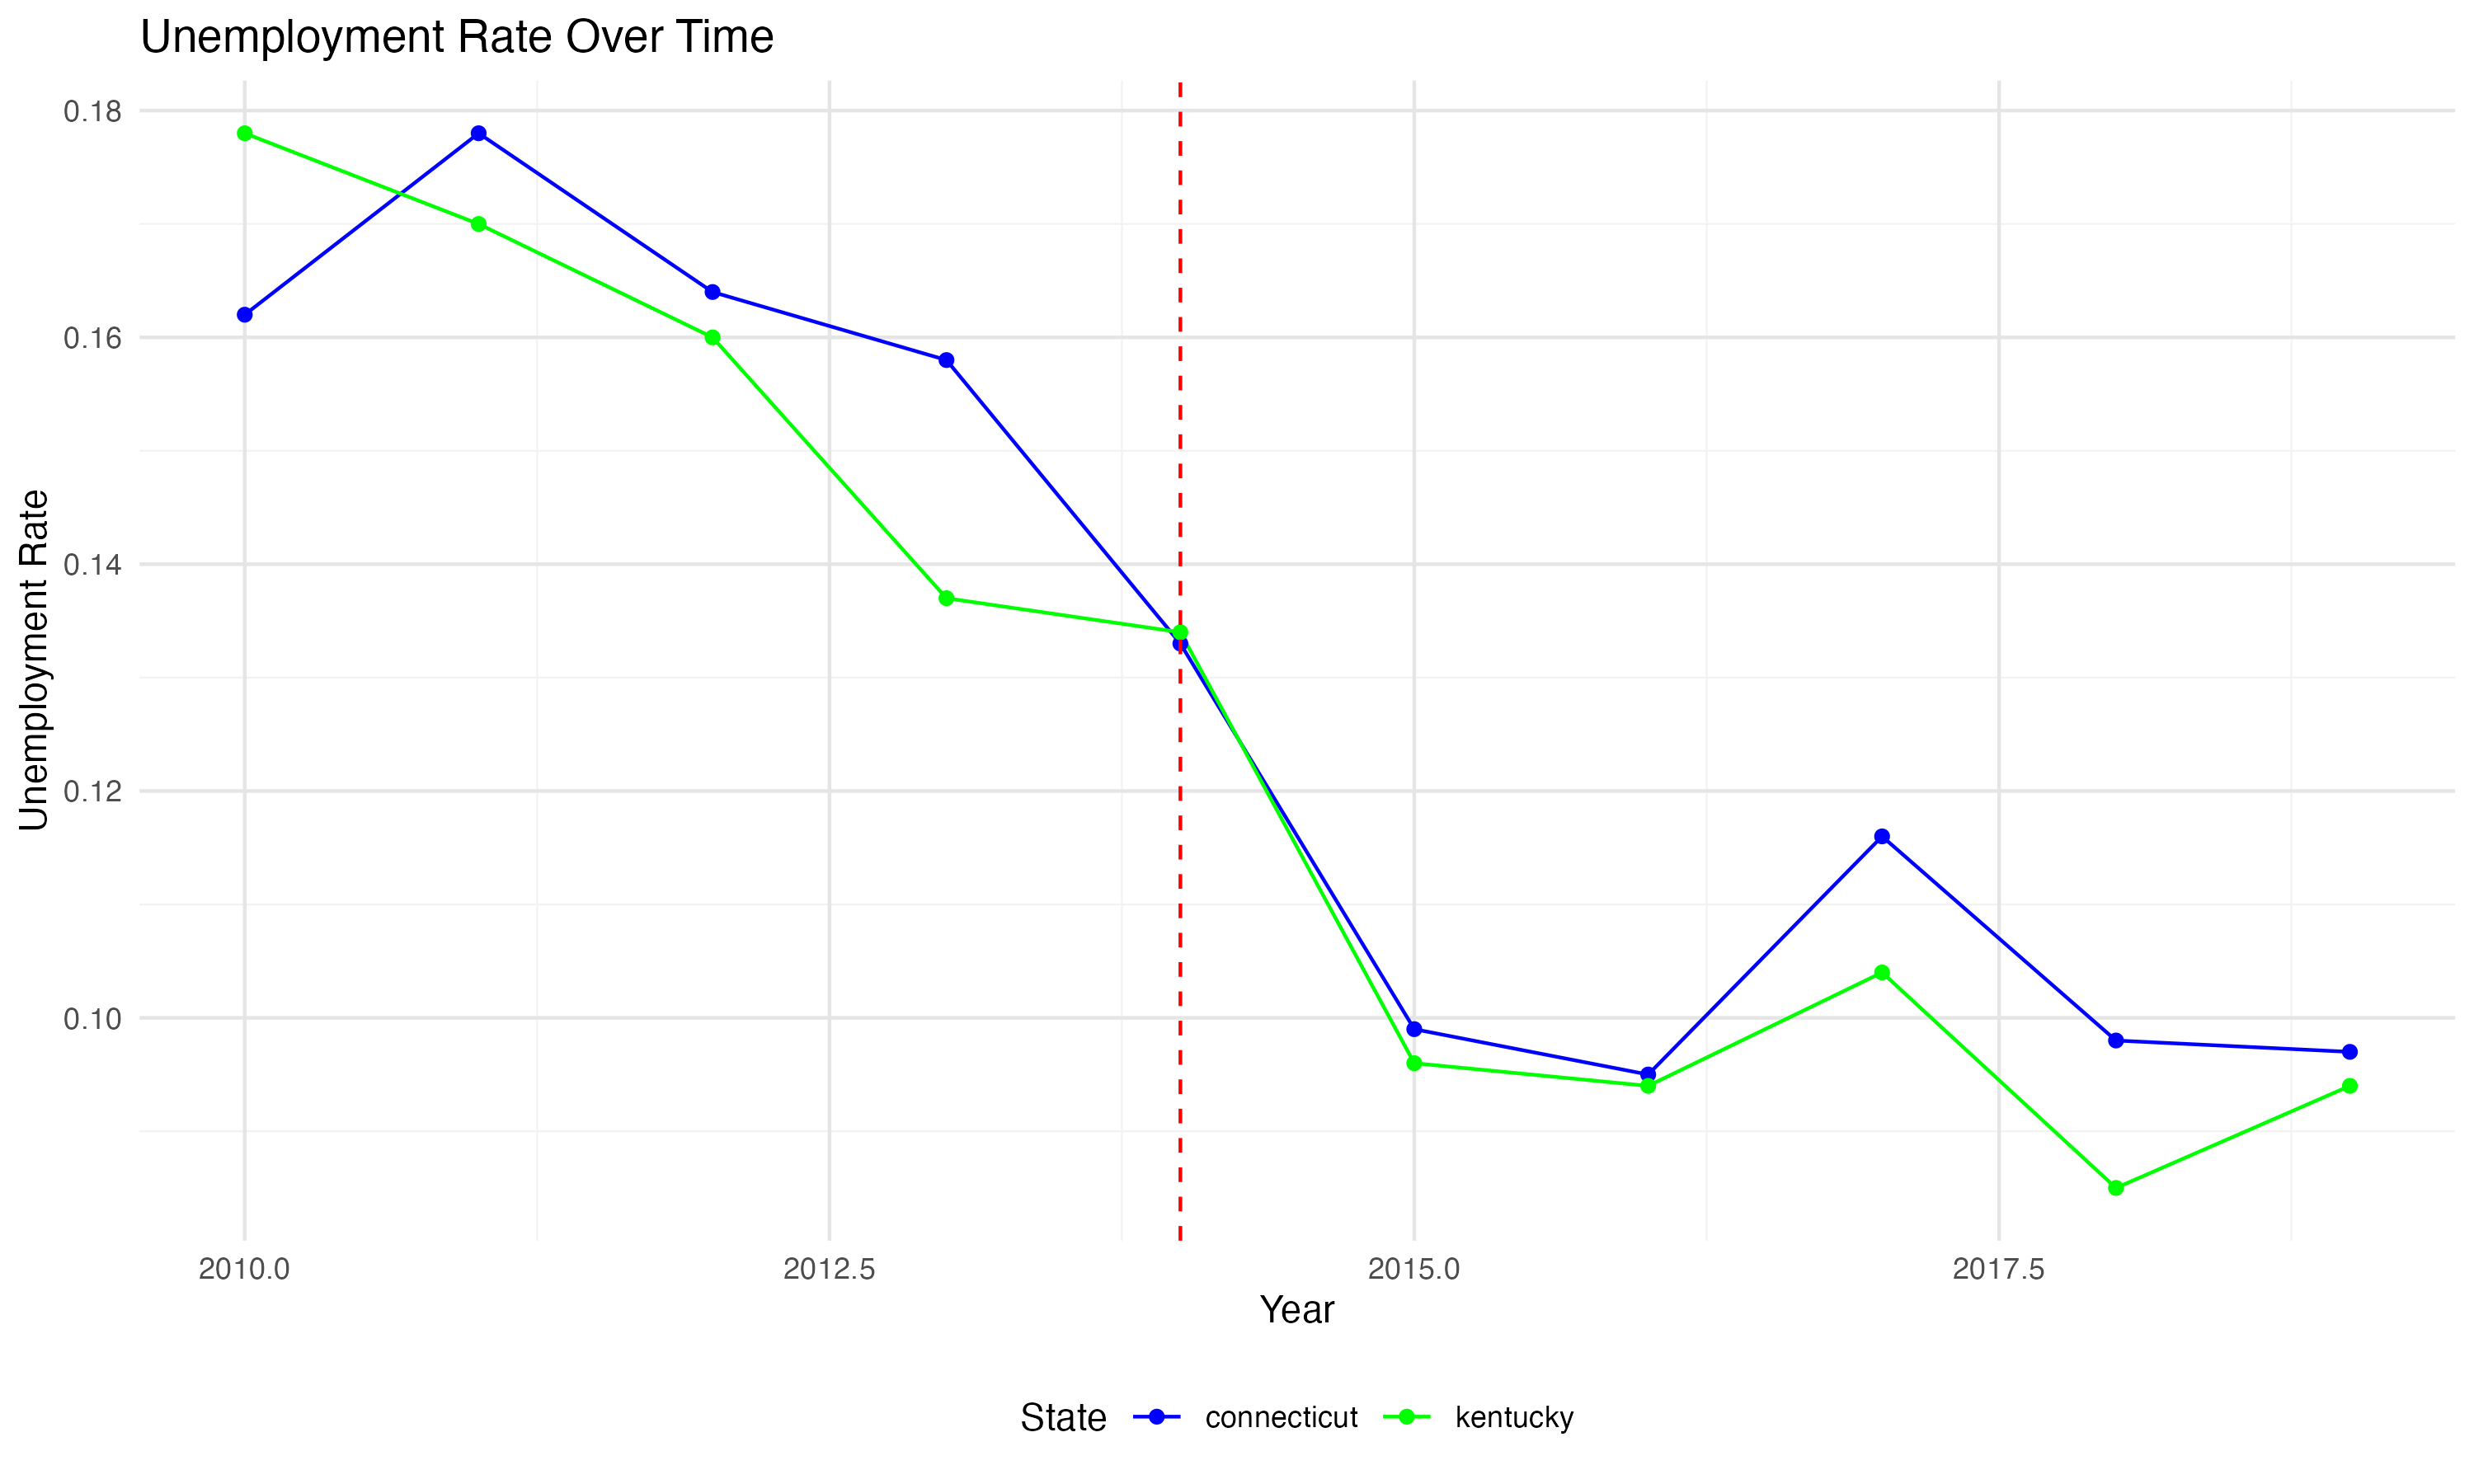 Unemployment Rate Over Time
0.18
0.16
0.14
0.12
0.10
Unemployment Rate
2010.0 2012.5 2015.0 2017.5
Year
State connecticut kentucky